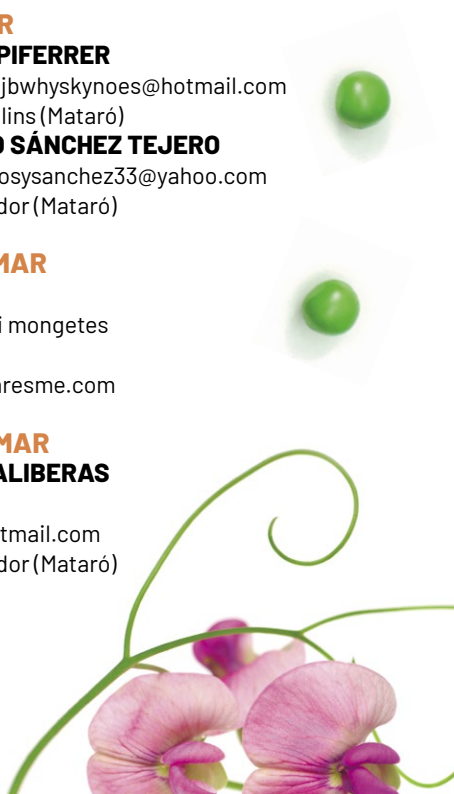 R
PIFERRER
jbwhyskynoes@hotmail.com
lins (Mataró)
O SÁNCHEZ TEJERO
osysanchez33@yahoo.com
dor (Mataró)
MAR
i mongetes
aresme.com
MAR
ALIBERAS
tmail.com
dor (Mataró)